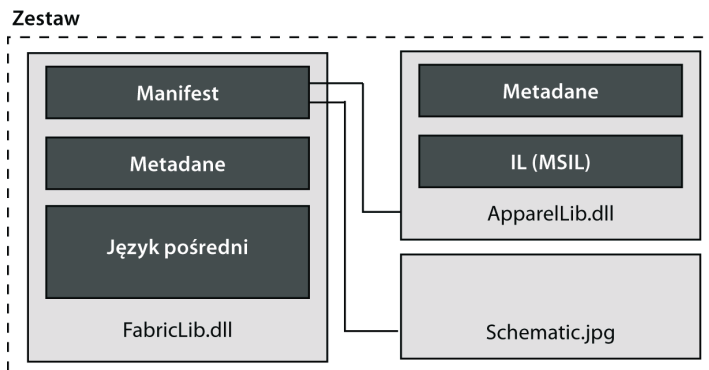 Zestaw
Manifest
Metadane
Język pośredni
FabricLib.dll
Metadane
IL (MSIL)
ApparelLib.dll
Schematic.jpg